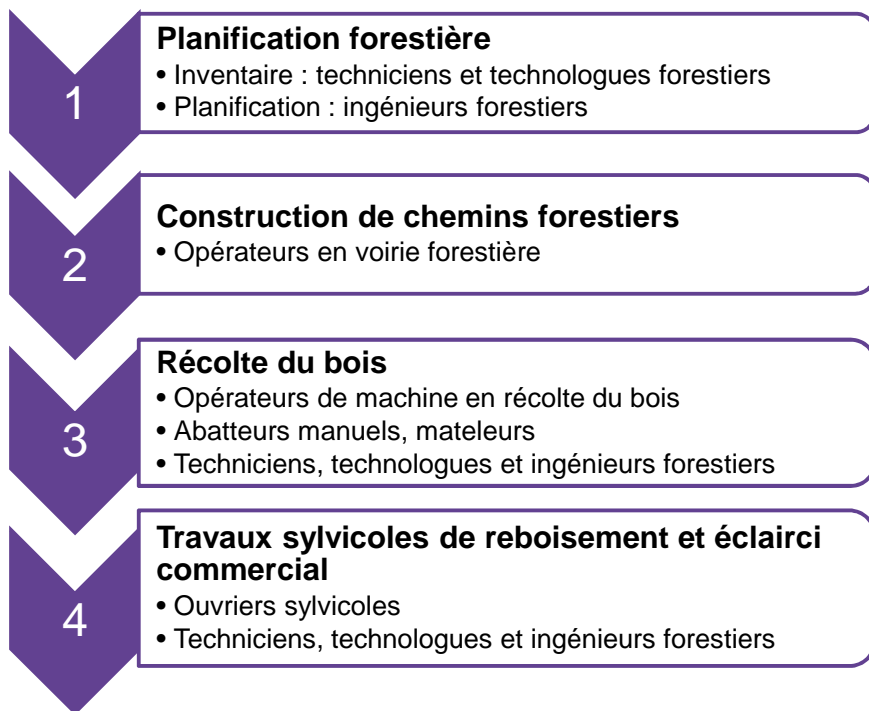 1
Planification forestière
• Inventaire : techniciens et technologues forestiers
• Planification : ingénieurs forestiers
2
Construction de chemins forestiers
• Opérateurs en voirie forestière
3
Récolte du bois
• Opérateurs de machine en récolte du bois
• Abatteurs manuels, mateleurs
• Techniciens, technologues et ingénieurs forestiers
4
Travaux sylvicoles de reboisement et éclairci
commercial
• Ouvriers sylvicoles
• Techniciens, technologues et ingénieurs forestiers